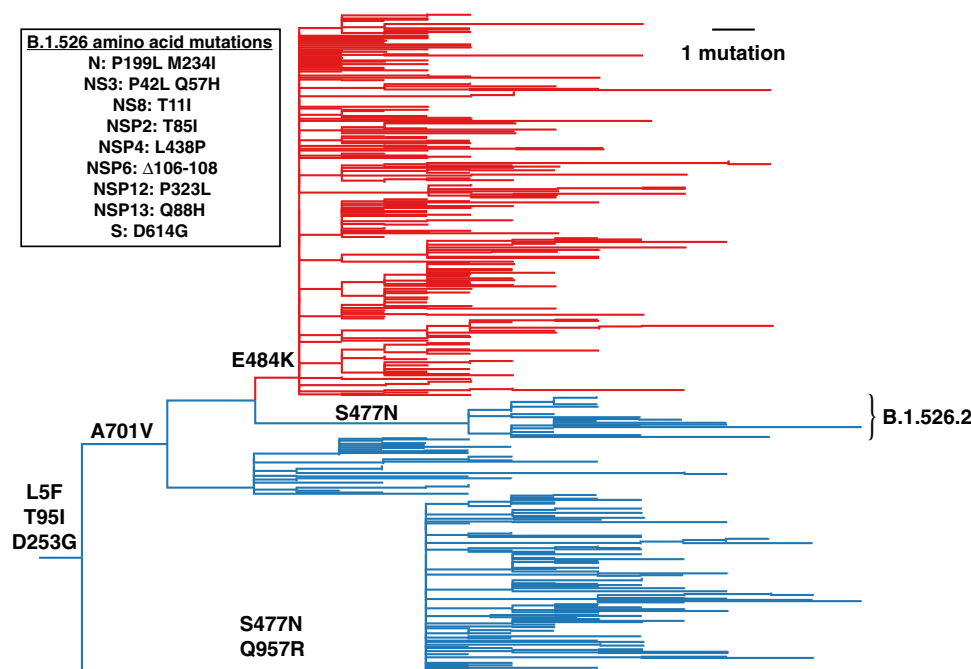 B.1.526 amino acid mutations
N: P199L M234I
NS3: P42L Q57H
NS8: T11I
NSP2: T85I
NSP4: L438P
NSP6: Δ106-108
NSP12: P323L
NSP13: Q88H
S: D614G
1 mutation
E484K
S477N
B.1.526.2
A701V
L5F
T95I
D253G
S477N
Q957R